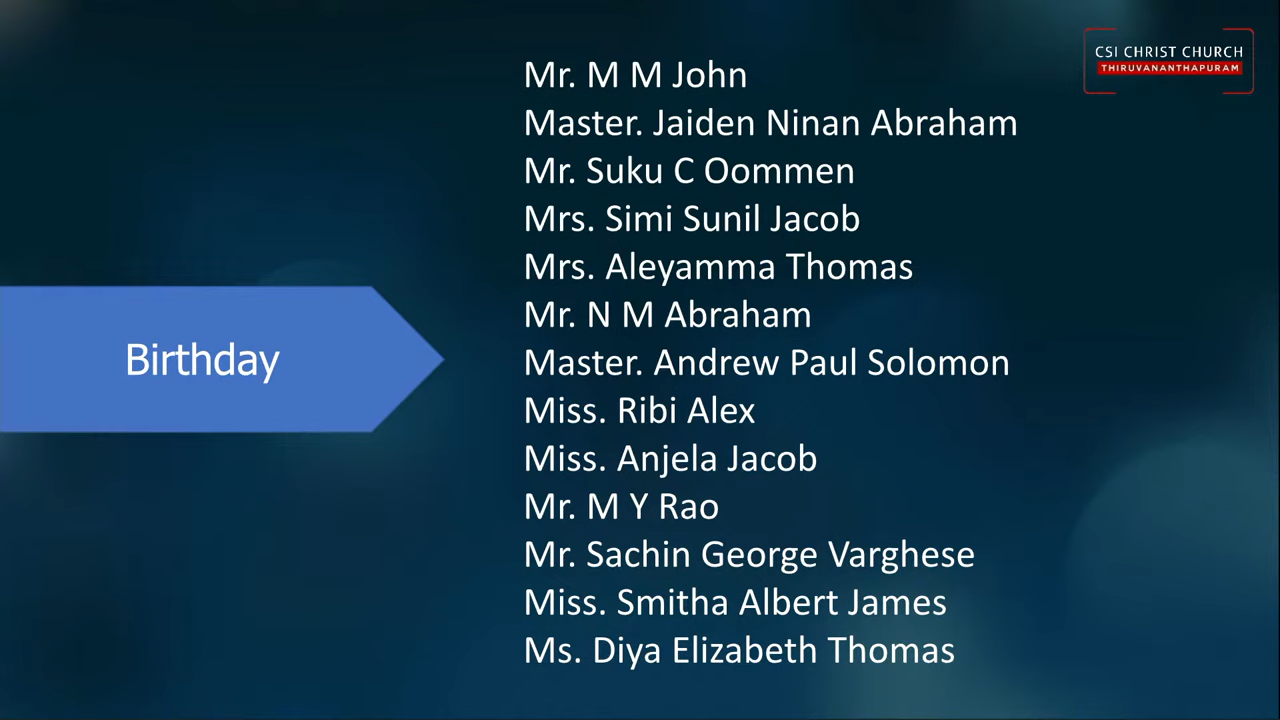 CSI CHRIST CHURCH
THIRUVANANTHAPURAM
Birthday
Mr. M M John
Master. Jaiden Ninan Abraham
Mr. Suku C Oommen
Mrs. Simi Sunil Jacob
Mrs. Aleyamma Thomas
Mr. N M Abraham
Master. Andrew Paul Solomon
Miss. Ribi Alex
Miss. Anjela Jacob
Mr. M Y Rao
Mr. Sachin George Varghese
Miss. Smitha Albert James
Ms. Diya Elizabeth Thomas